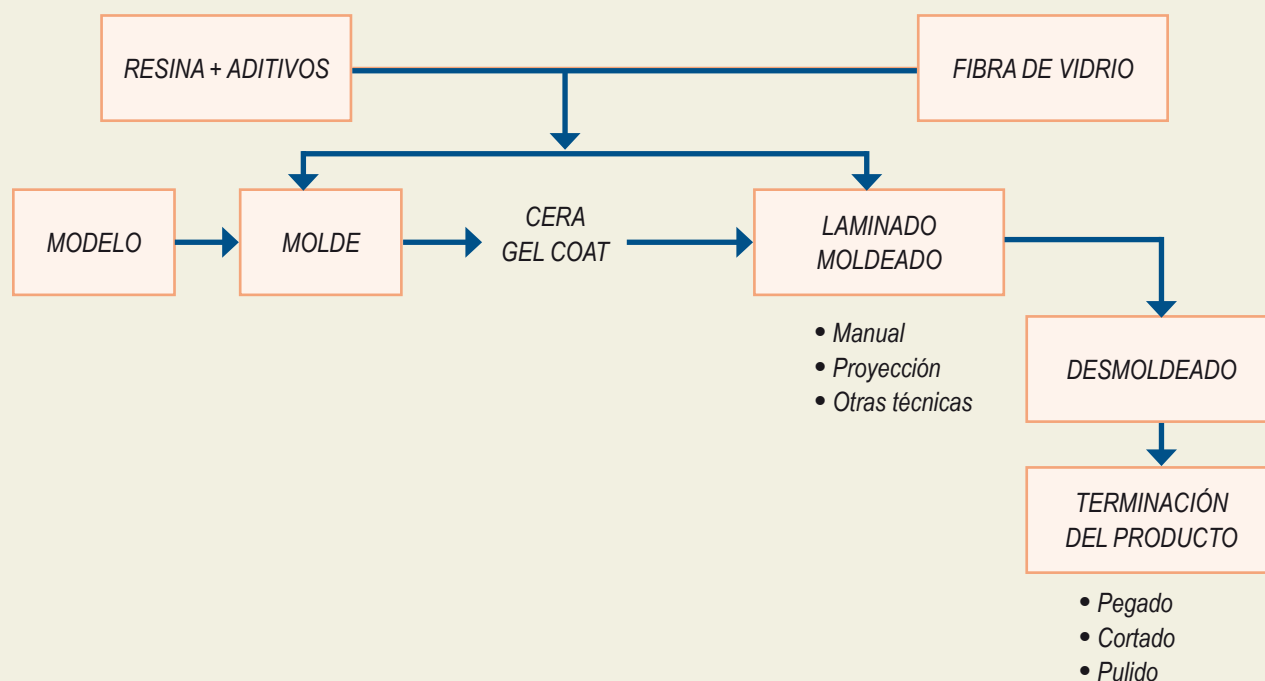 RESINA + ADITIVOS
FIBRA DE VIDRIO
MODELO
MOLDE
CERA
GEL COAT
LAMINADO
MOLDEADO
• Manual
• Proyección
• Otras técnicas
DESMOLDEADO
TERMINACIÓN
DEL PRODUCTO
• Pegado
• Cortado
• Pulido